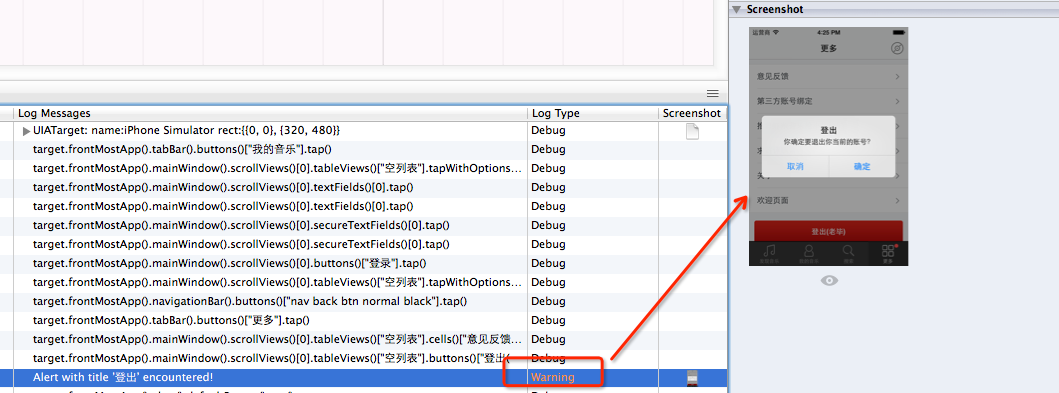 Screenshot
运营商
4:25 PM
更多
意见反馈
第三方账号绑定
登出
你确定要退出你当前的账号?
取消
确定
欢迎页面
登出(老毕)
更多
Log Messages Log Type Screenshot
UIATarget: name:iPhone Simulator rect:{{0, 0}, {320, 480}} Debug
target.frontMostApp().tabBar().buttons()["我的音乐"].tap() Debug
target.frontMostApp().mainWindow().scrollViews()[0].tableViews()["空列表"].tapWithOptions... Debug
target.frontMostApp().mainWindow().scrollViews()[0].textFields()[0].tap() Debug
target.frontMostApp().mainWindow().scrollViews()[0].textFields()[0].tap() Debug
target.frontMostApp().mainWindow().scrollViews()[0].secureTextFields()[0].tap() Debug
target.frontMostApp().mainWindow().scrollViews()[0].secureTextFields()[0].tap() Debug
target.frontMostApp().mainWindow().scrollViews()[0].buttons()["登录"].tap() Debug
target.frontMostApp().mainWindow().scrollViews()[0].tableViews()["空列表"].tapWithOptions... Debug
target.frontMostApp().navigationBar().buttons()["nav back btn normal black"].tap() Debug
target.frontMostApp().tabBar().buttons()["更多"].tap() Debug
target.frontMostApp().mainWindow().scrollViews()[0].tableViews()["空列表"].cells()["意见反馈... Debug
target.frontMostApp().mainWindow().scrollViews()[0].tableViews()["空列表"].buttons()["登出( Debug
Alert with title '登出' encountered! Warning